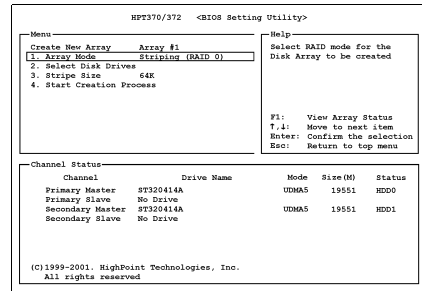 HPT370/372 <BIOS Setting Utility>
Menu
Create New Array Array #1
1. Array Mode Striping (RAID 0)
2. Select Disk Drives
3. Stripe Size 64K
4. Start Creation Process
Help
Select RAID mode for the
Disk Array to be created
F1: View Array Status
↑,↓: Move to next item
Enter: Confirm the selection
Esc: Return to top menu
Channel Status
Channel Drive Name Mode Size(M) Status
Primary Master ST320414A UDMA5 19551 HDD0
Primary Slave No Drive
Secondary Master ST320414A UDMA5 19551 HDD1
Secondary Slave No Drive
(C)1999-2001. HighPoint Technologies, Inc.
All rights reserved